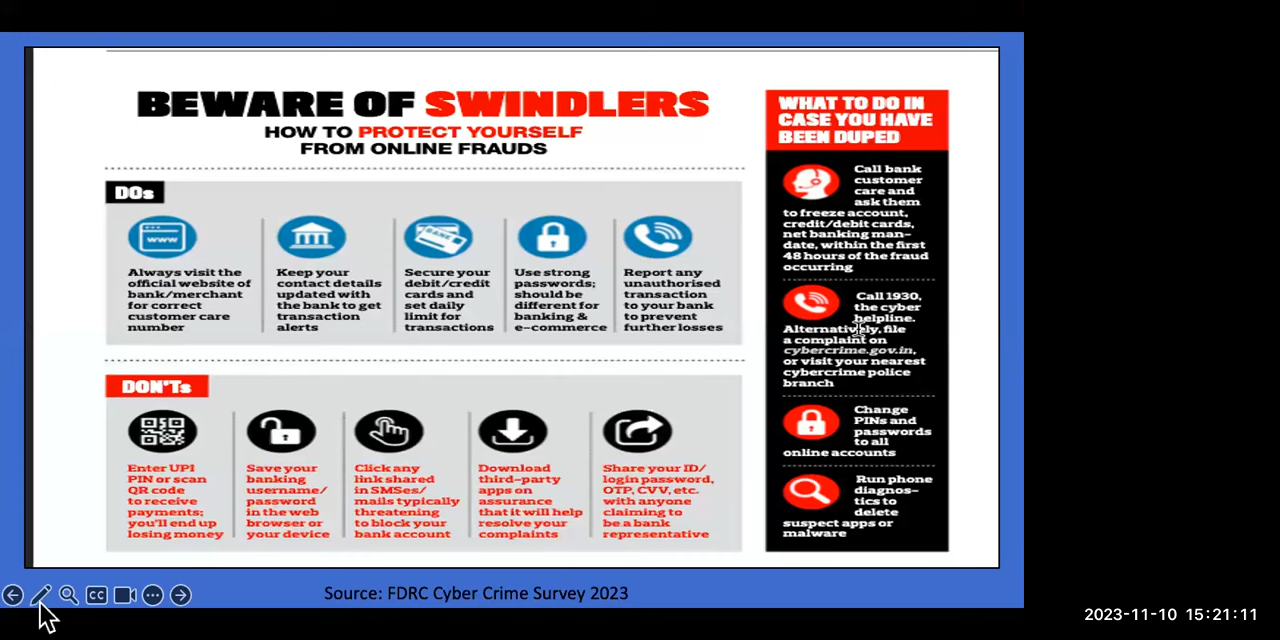 BEWARE OF SWINDLERS
HOW TO PROTECT YOURSELF
FROM ONLINE FRAUDS
DOs
www
Always visit the
official website of
bank/merchant
for correct
customer care
number
Keep your
contact details
updated with
the bank to get
transaction
alerts
BANK
Secure your
debit/credit
cards and
set daily
limit for
transactions
Use strong
passwords;
should be
different for
banking &
e-commerce
Report any
unauthorised
transaction
to your bank
to prevent
further losses
DON'Ts
Enter UPI
PIN or scan
QR code
to receive
payments;
you'll end up
losing money
Save your
banking
username/
password
in the web
browser or
your device
Click any
link shared
in SMSes/
mails typically
threatening
to block your
bank account
Download
third-party
apps on
assurance
that it will help
resolve your
complaints
Share your ID/
login password,
OTP, CVV, etc.
with anyone
claiming to
be a bank
representative
WHAT TO DO IN
CASE YOU HAVE
BEEN DUPED
Call bank
customer
care and
ask them
to freeze account,
credit/debit cards,
net banking man-
date, within the first
48 hours of the fraud
occurring
Call 1930,
the cyber
helpline.
Alternatively, file
a complaint on
cybercrime.gov.in,
or visit your nearest
cybercrime police
branch
Change
PINs and
passwords
to all
online accounts
Run phone
diagnos-
tics to
delete
suspect apps or
malware
CC
Source: FDRC Cyber Crime Survey 2023
2023-11-10 15:21:11